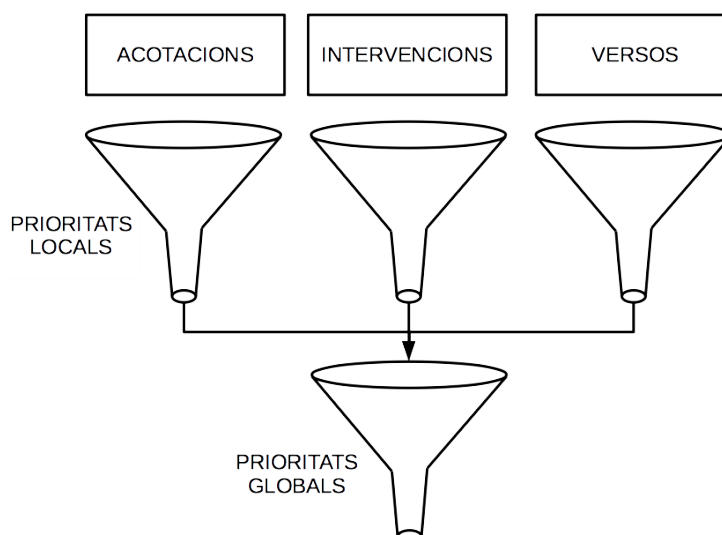 ACOTACIONS
INTERVENCIONS
VERSOS
PRIORITATS
LOCALS
PRIORITATS
GLOBALS